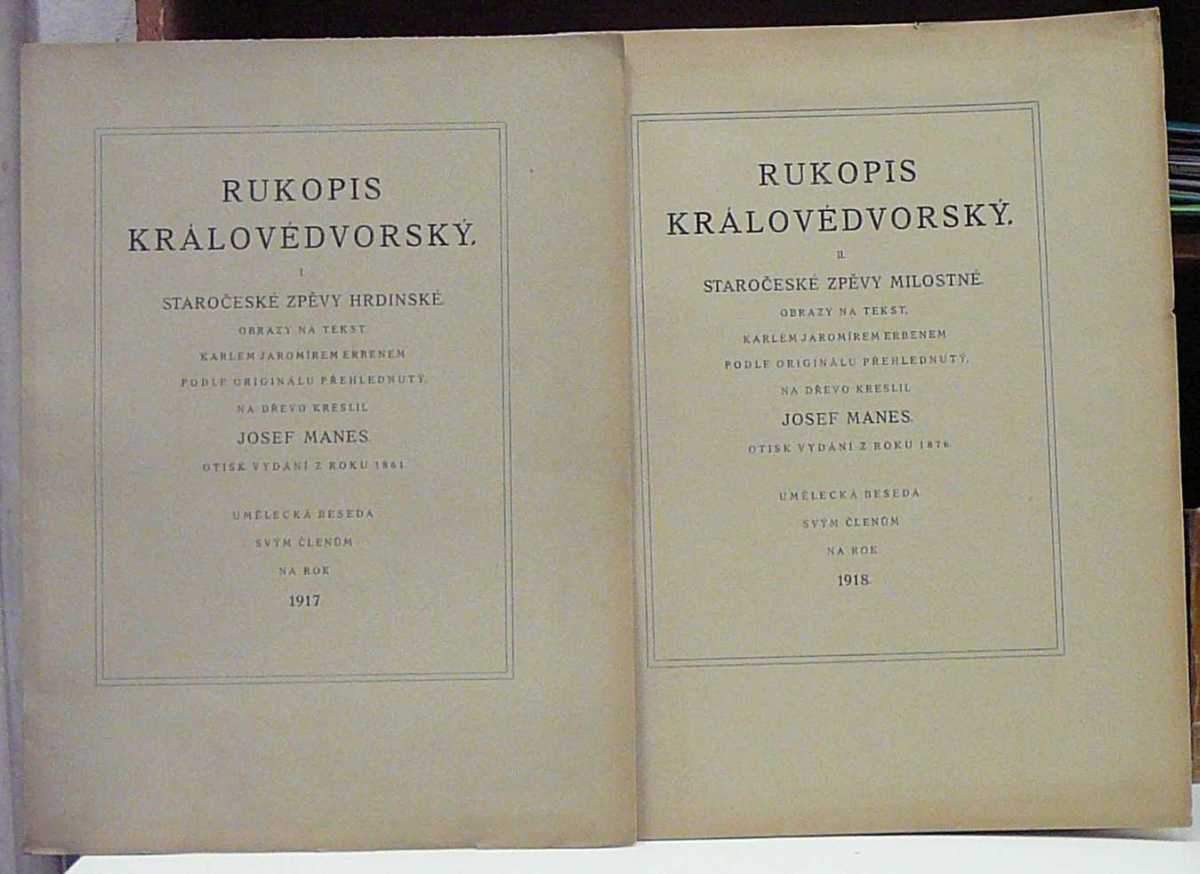 RUKOPIS
KRÁLOVÉDVORSKÝ.
I.
STAROČESKÉ ZPĚVY HRDINSKÉ.
OBRAZY NA TEKST,
KARLEM JAROMÍREM ERBENEM
PODLE ORIGINÁLU PŘEHLEDNUTÝ,
NA DŘEVO KRESLIL
JOSEF MANES.
OTISK VYDÁNÍ Z ROKU 1861.
UMĚLECKÁ BESEDA
SVÝM ČLENŮM
NA ROK
1917
RUKOPIS
KRÁLOVÉDVORSKÝ.
II.
STAROČESKÉ ZPĚVY MILOSTNÉ.
OBRAZY NA TEKST,
KARLEM JAROMÍREM ERBENEM
PODLE ORIGINÁLU PŘEHLEDNUTÝ,
NA DŘEVO KRESLIL
JOSEF MANES.
OTISK VYDÁNÍ Z ROKU 1876.
UMĚLECKÁ BESEDA
SVÝM ČLENŮM
NA ROK
1918.